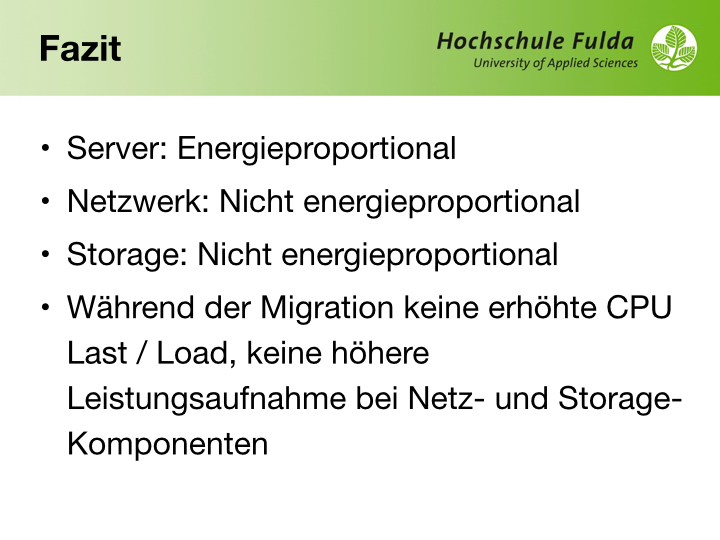 Fazit
Hochschule Fulda
University of Applied Sciences
• Server: Energieproportional
• Netzwerk: Nicht energieproportional
• Storage: Nicht energieproportional
• Während der Migration keine erhöhte CPU
Last / Load, keine höhere
Leistungsaufnahme bei Netz- und Storage-
Komponenten